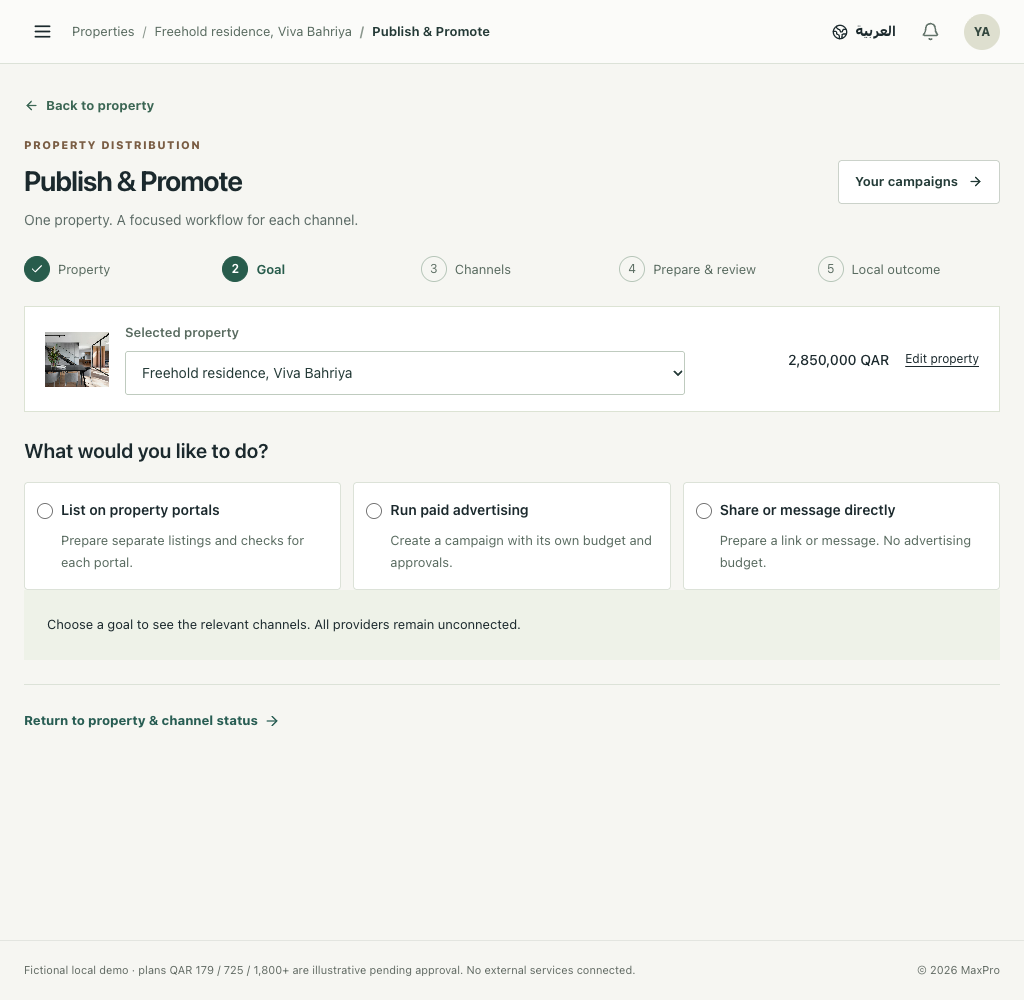 Properties / Freehold residence, Viva Bahriya / Publish & Promote
العربية
YA
Back to property
PROPERTY DISTRIBUTION
Publish & Promote
Your campaigns
One property. A focused workflow for each channel.
Property
2 Goal
3 Channels
4 Prepare & review
5 Local outcome
Selected property
Freehold residence, Viva Bahriya
2,850,000 QAR
Edit property
What would you like to do?
List on property portals
Prepare separate listings and checks for
each portal.
Run paid advertising
Create a campaign with its own budget and
approvals.
Share or message directly
Prepare a link or message. No advertising
budget.
Choose a goal to see the relevant channels. All providers remain unconnected.
Return to property & channel status
Fictional local demo · plans QAR 179 / 725 / 1,800+ are illustrative pending approval. No external services connected.
© 2026 MaxPro